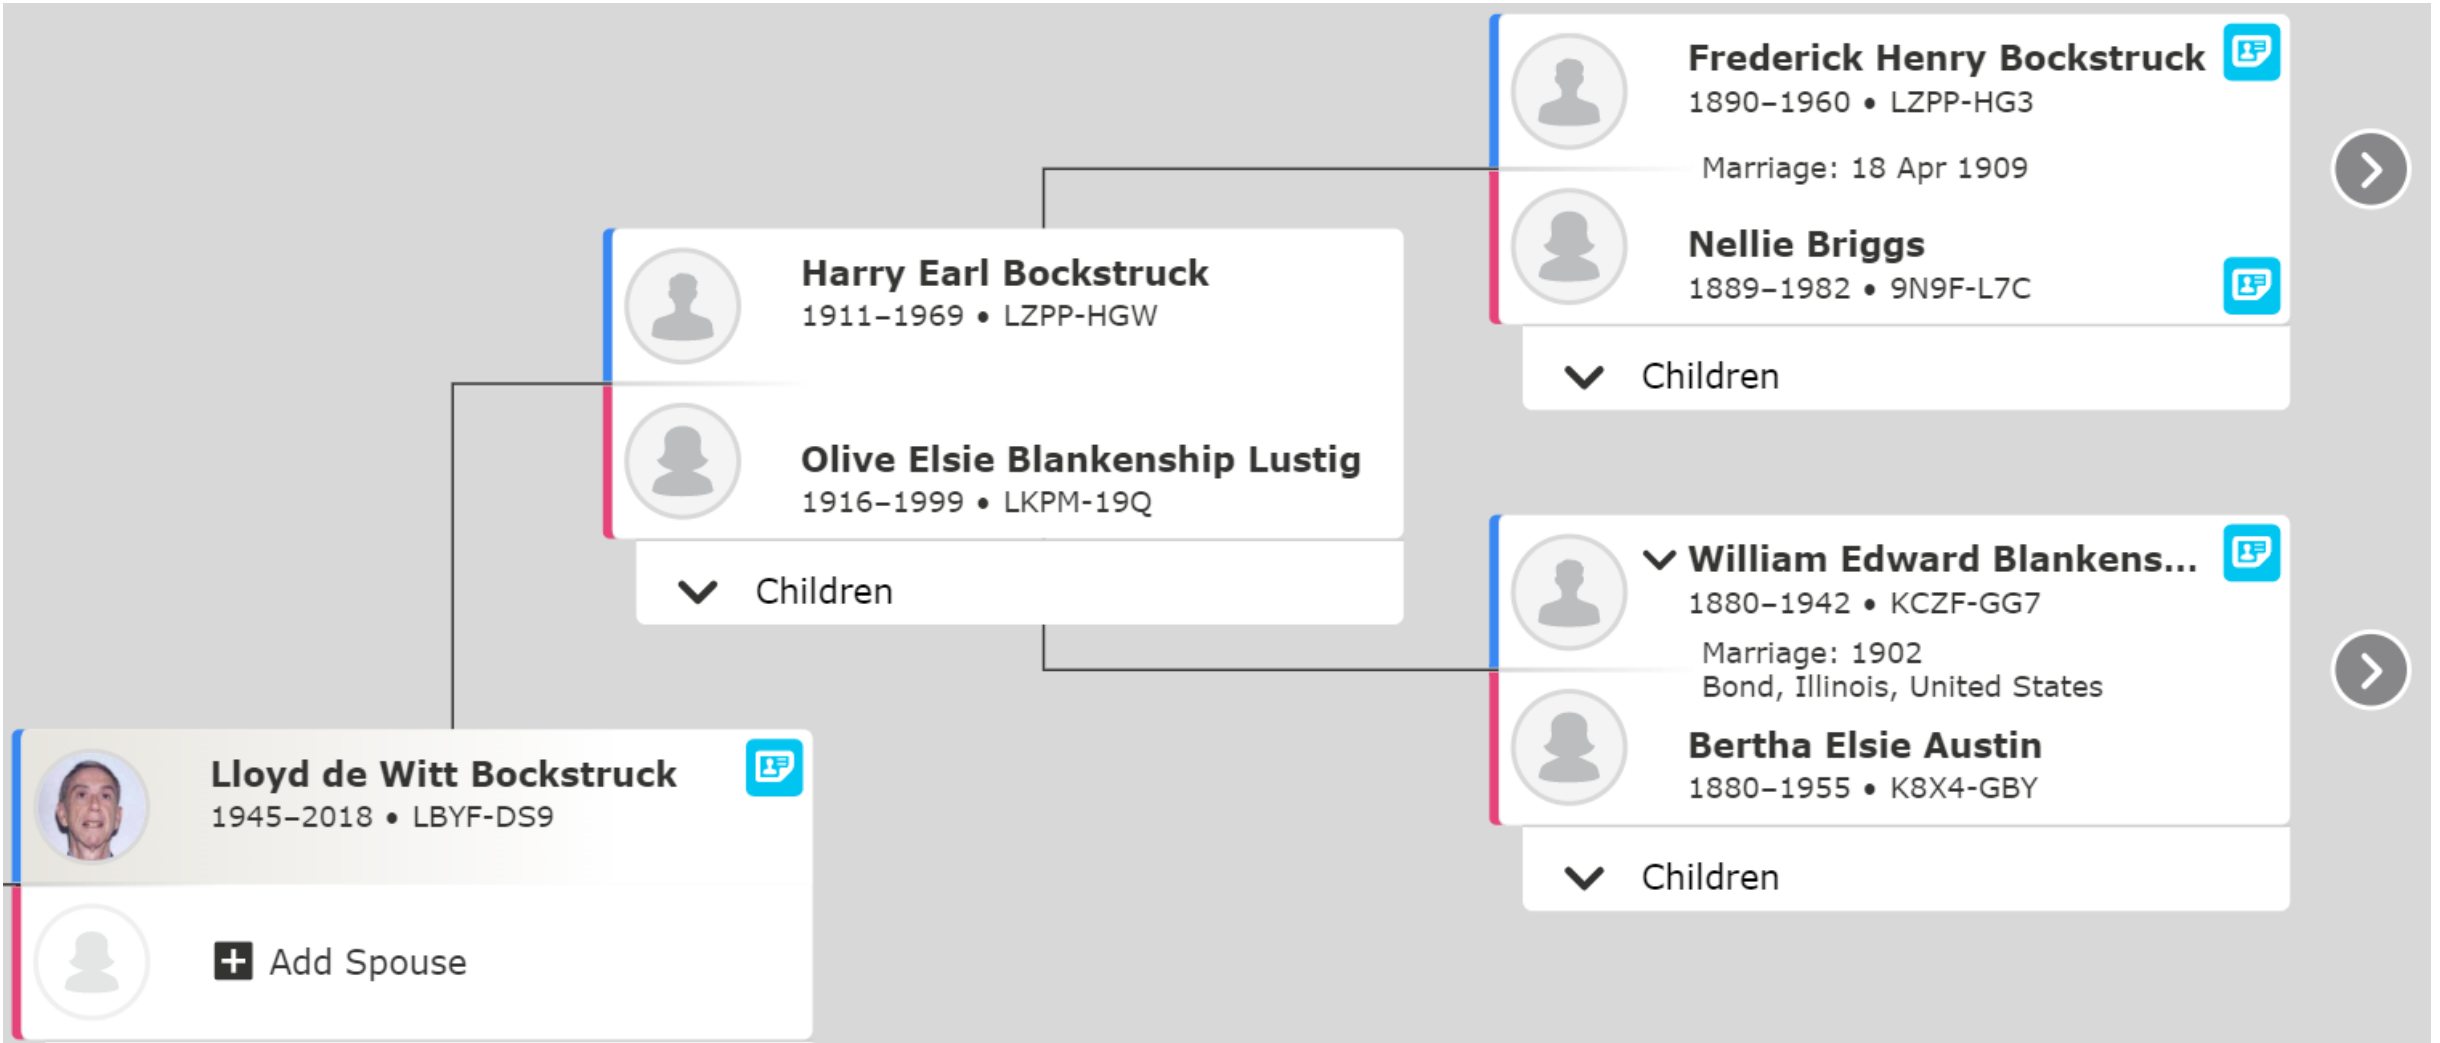 Frederick Henry Bockstruck
1890–1960 • LZPP-HG3
Marriage: 18 Apr 1909
Nellie Briggs
1889–1982 • 9N9F-L7C
Children
Harry Earl Bockstruck
1911–1969 • LZPP-HGW
Olive Elsie Blankenship Lustig
1916–1999 • LKPM-19Q
Children
William Edward Blankens...
1880–1942 • KCZF-GG7
Marriage: 1902
Bond, Illinois, United States
Bertha Elsie Austin
1880–1955 • K8X4-GBY
Children
Lloyd de Witt Bockstruck
1945–2018 • LBYF-DS9
Add Spouse